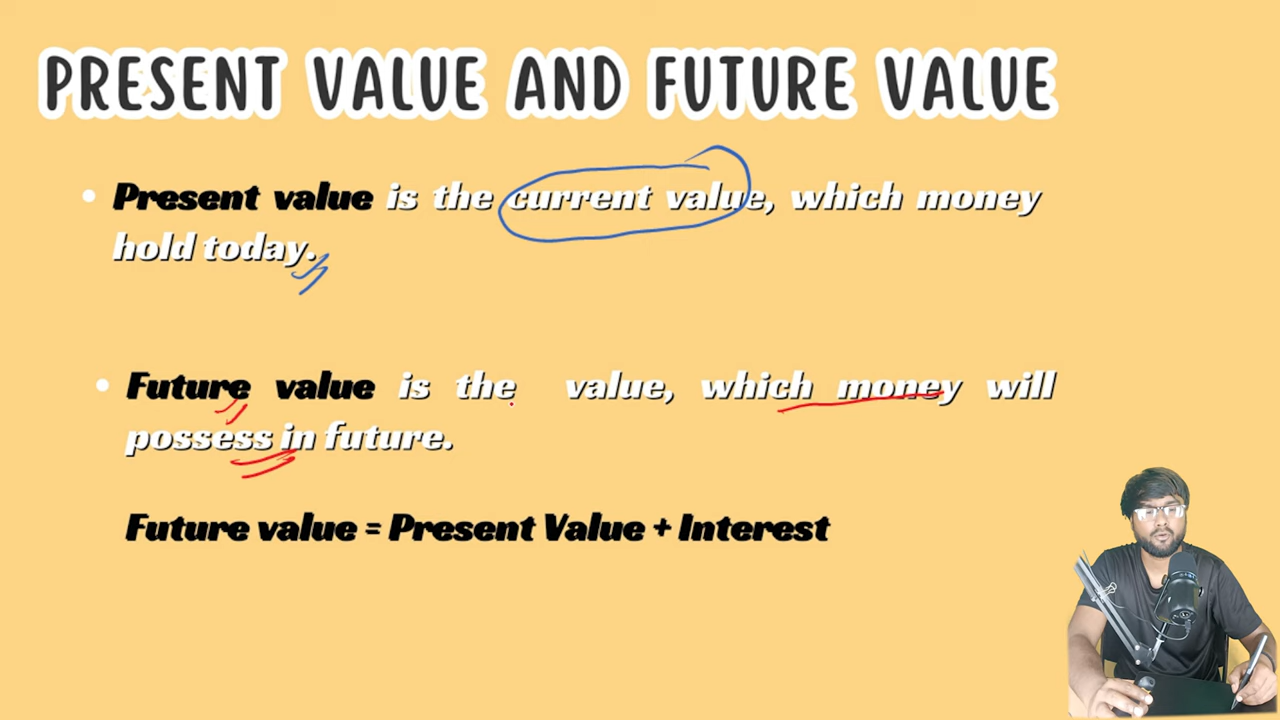 PRESENT VALUE AND FUTURE VALUE
• Present value is the current value, which money
hold today.
• Future value is the value, which money will
possess in future.
Future value = Present Value + Interest